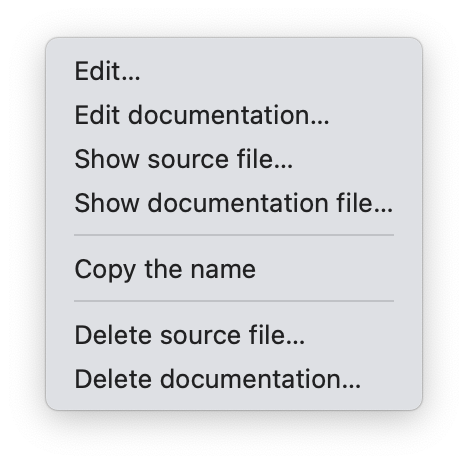 Edit...
Edit documentation...
Show source file...
Show documentation file...
Copy the name
Delete source file...
Delete documentation...